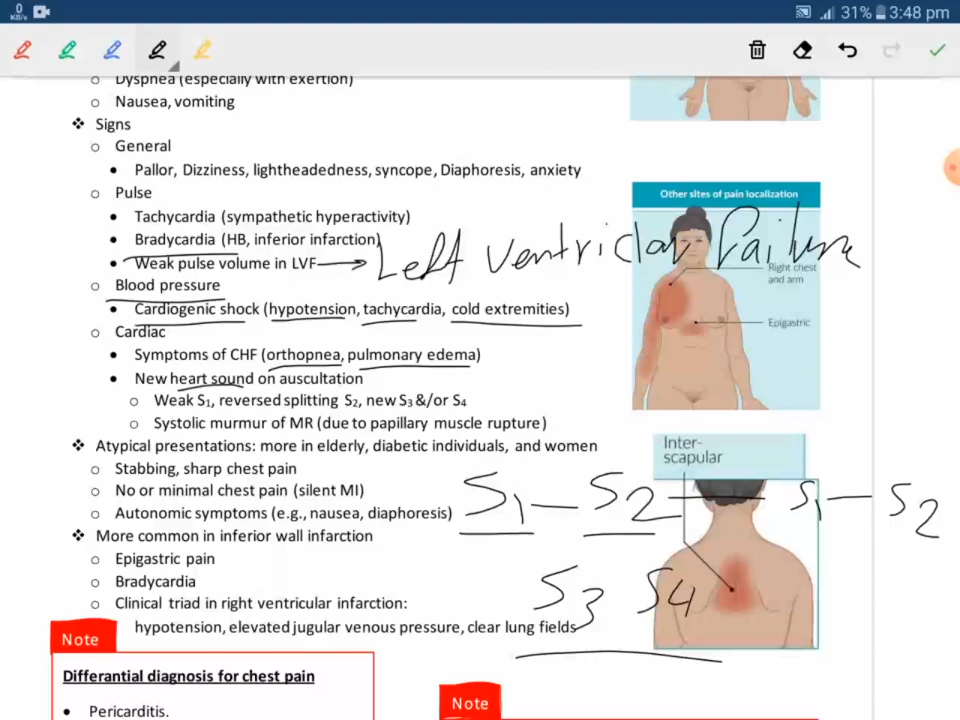 0
KB/s
31% 3:48 pm
Dyspnea (especially with exertion)
o Nausea, vomiting
❖ Signs
o General
• Pallor, Dizziness, lightheadedness, syncope, Diaphoresis, anxiety
o Pulse
• Tachycardia (sympathetic hyperactivity)
• Bradycardia (HB, inferior infarction)
• Weak pulse volume in LVF → Left Ventriclar Failure
o Blood pressure
• Cardiogenic shock (hypotension, tachycardia, cold extremities)
o Cardiac
• Symptoms of CHF (orthopnea, pulmonary edema)
• New heart sound on auscultation
o Weak S1, reversed splitting S2, new S3 &/or S4
o Systolic murmur of MR (due to papillary muscle rupture)
❖ Atypical presentations: more in elderly, diabetic individuals, and women
o Stabbing, sharp chest pain
o No or minimal chest pain (silent MI)
o Autonomic symptoms (e.g., nausea, diaphoresis)
❖ More common in inferior wall infarction
o Epigastric pain
o Bradycardia
o Clinical triad in right ventricular infarction:
hypotension, elevated jugular venous pressure, clear lung fields
Other sites of pain localization
Right chest
and arm
Epigastric
Inter-
scapular
S1 — S2 — S1 — S2
S3 S4
Note
Differential diagnosis for chest pain
• Pericarditis.
Note